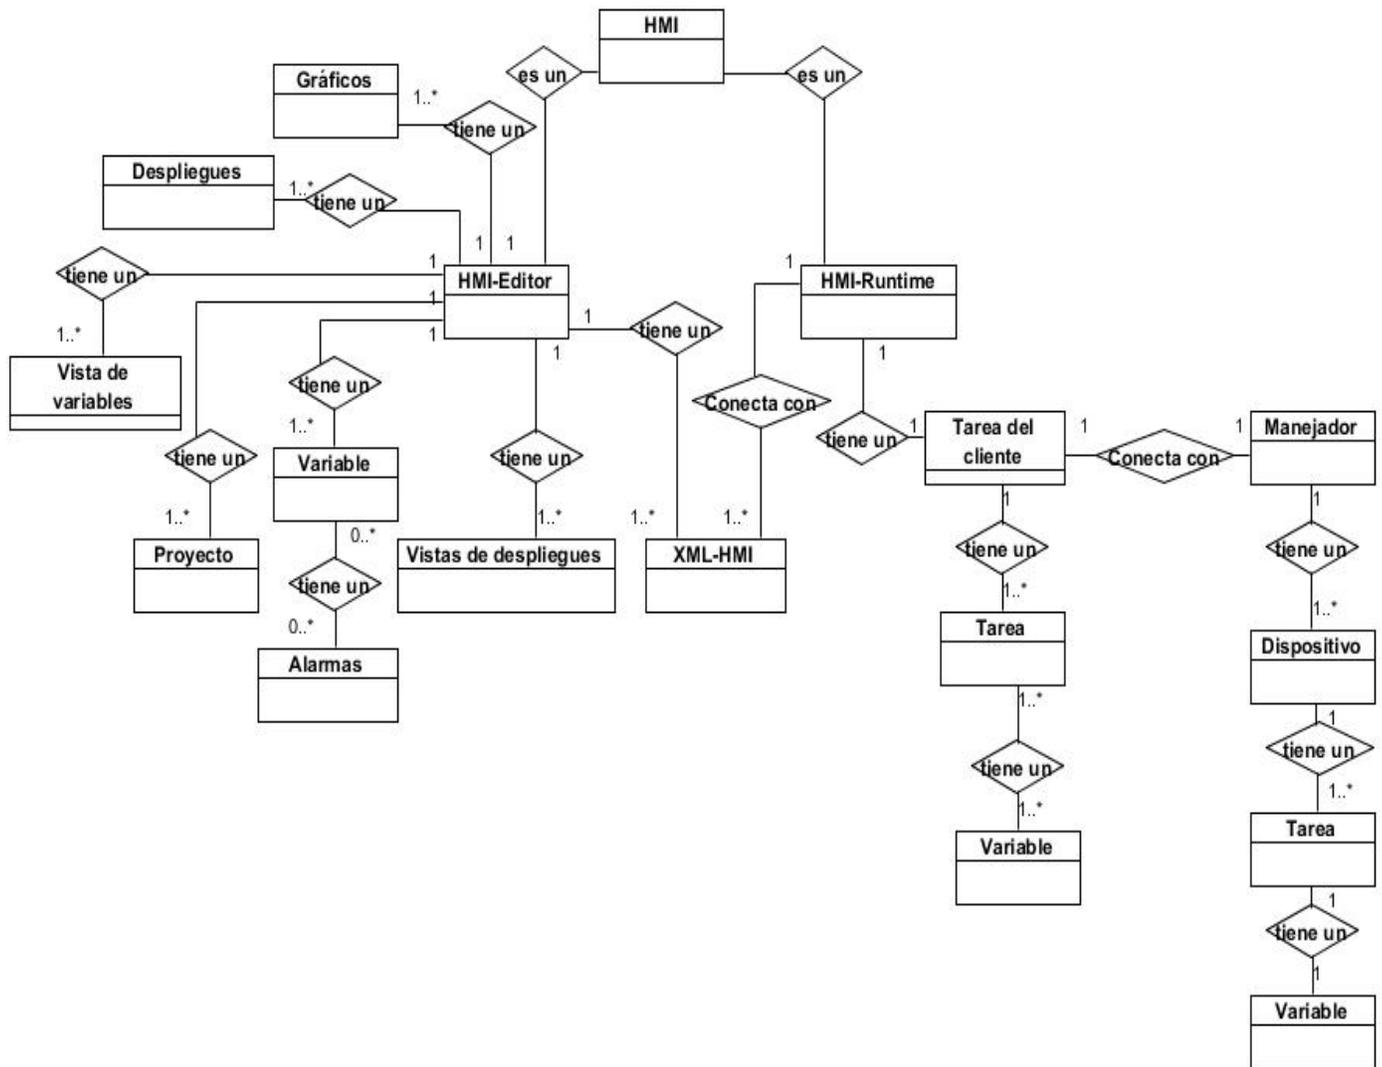 HMI
es un
es un
Gráficos
1..*
tiene un
Despliegues
1..*
tiene un
1
1
tiene un
1
HMI-Editor
1
HMI-Runtime
1
1
1
tiene un
1
1..*
Vista de
variables
tiene un
1
Conecta con
1..*
tiene un
tiene un
tiene un
1
Tarea del
cliente
1
Conecta con
1
Manejador
Variable
1..*
1..*
1..*
1..*
1
1
0..*
Proyecto
Vistas de despliegues
XML-HMI
tiene un
tiene un
tiene un
1..*
1..*
0..*
Tarea
Dispositivo
Alarmas
1..*
1
tiene un
tiene un
1..*
1..*
Variable
Tarea
1
tiene un
1
Variable